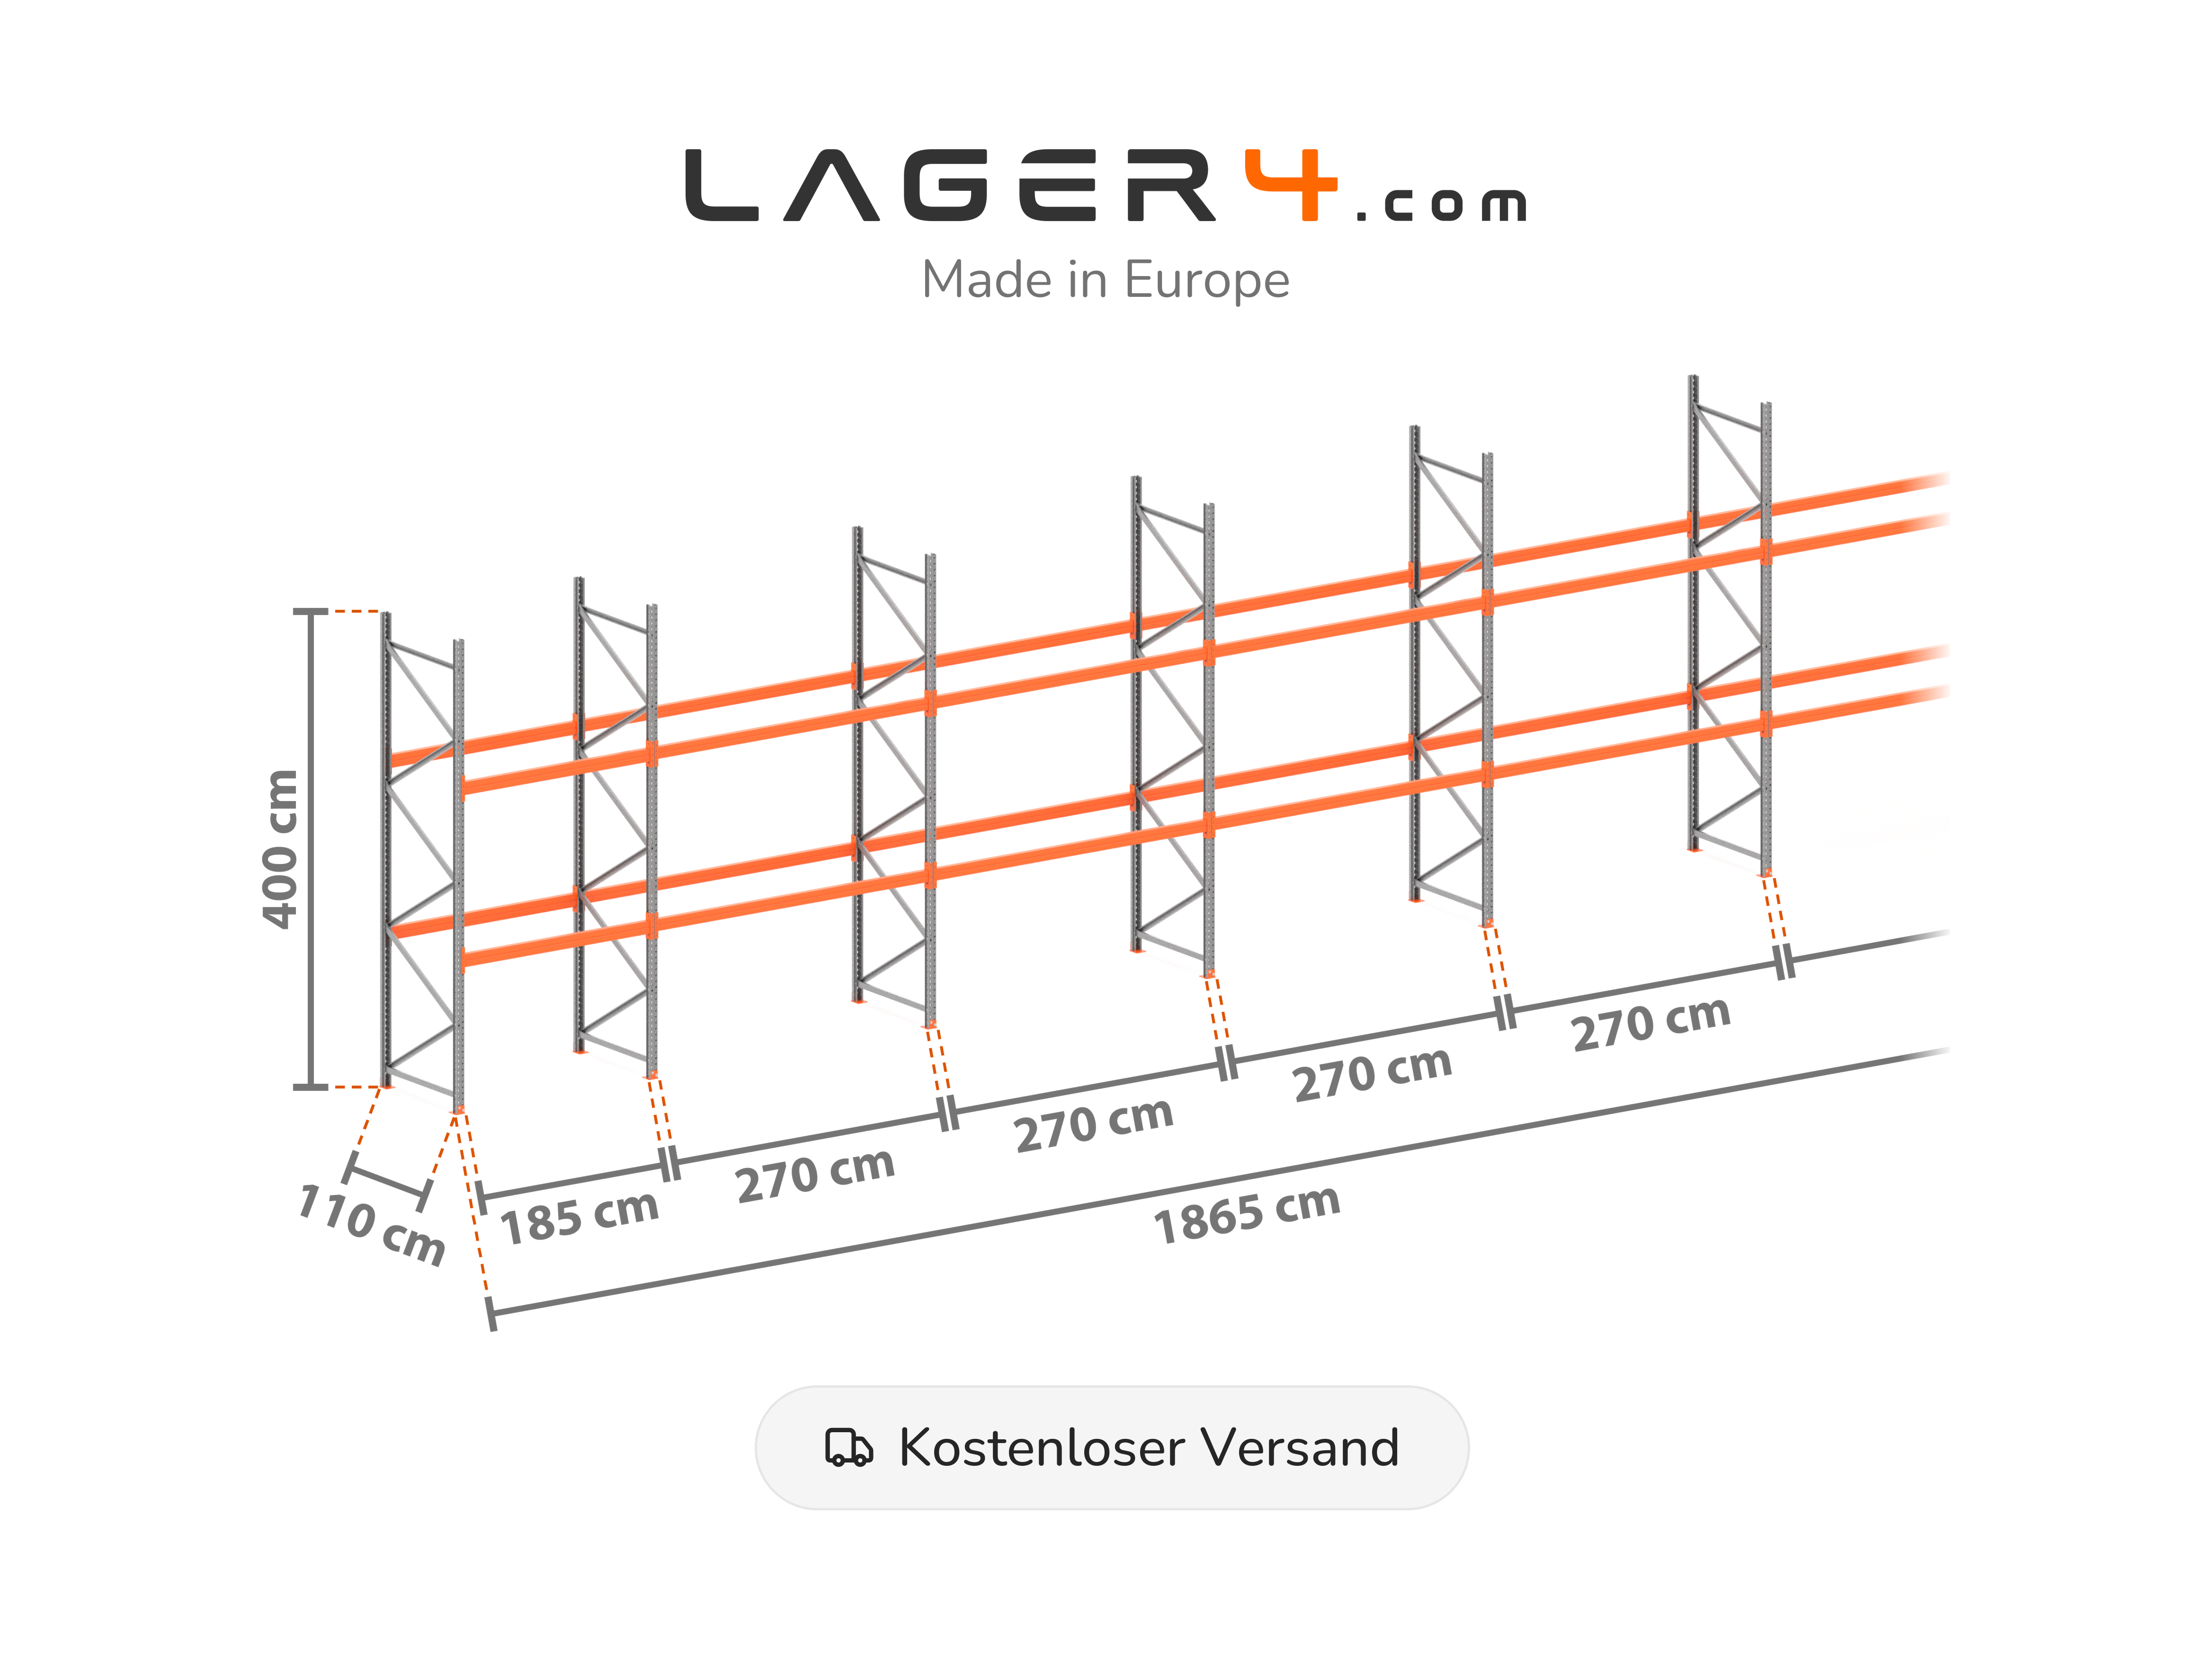 LAGER4.com
Made in Europe
400 cm
110 cm
185 cm
270 cm
270 cm
270 cm
270 cm
1865 cm
Kostenloser Versand